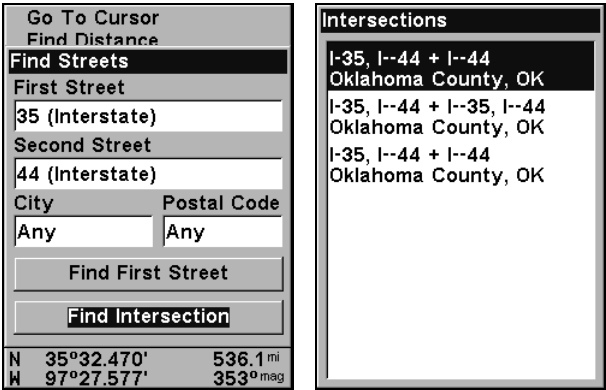 Go To Cursor
Find Distance
Find Streets
First Street
35 (Interstate)
Second Street
44 (Interstate)
City Postal Code
Any Any
Find First Street
Find Intersection
N 35º32.470' 536.1 mi
W 97º27.577' 353º mag
Intersections
I-35, I--44 + I--44
Oklahoma County, OK
I-35, I--44 + I--35, I--44
Oklahoma County, OK
I-35, I--44 + I--44
Oklahoma County, OK